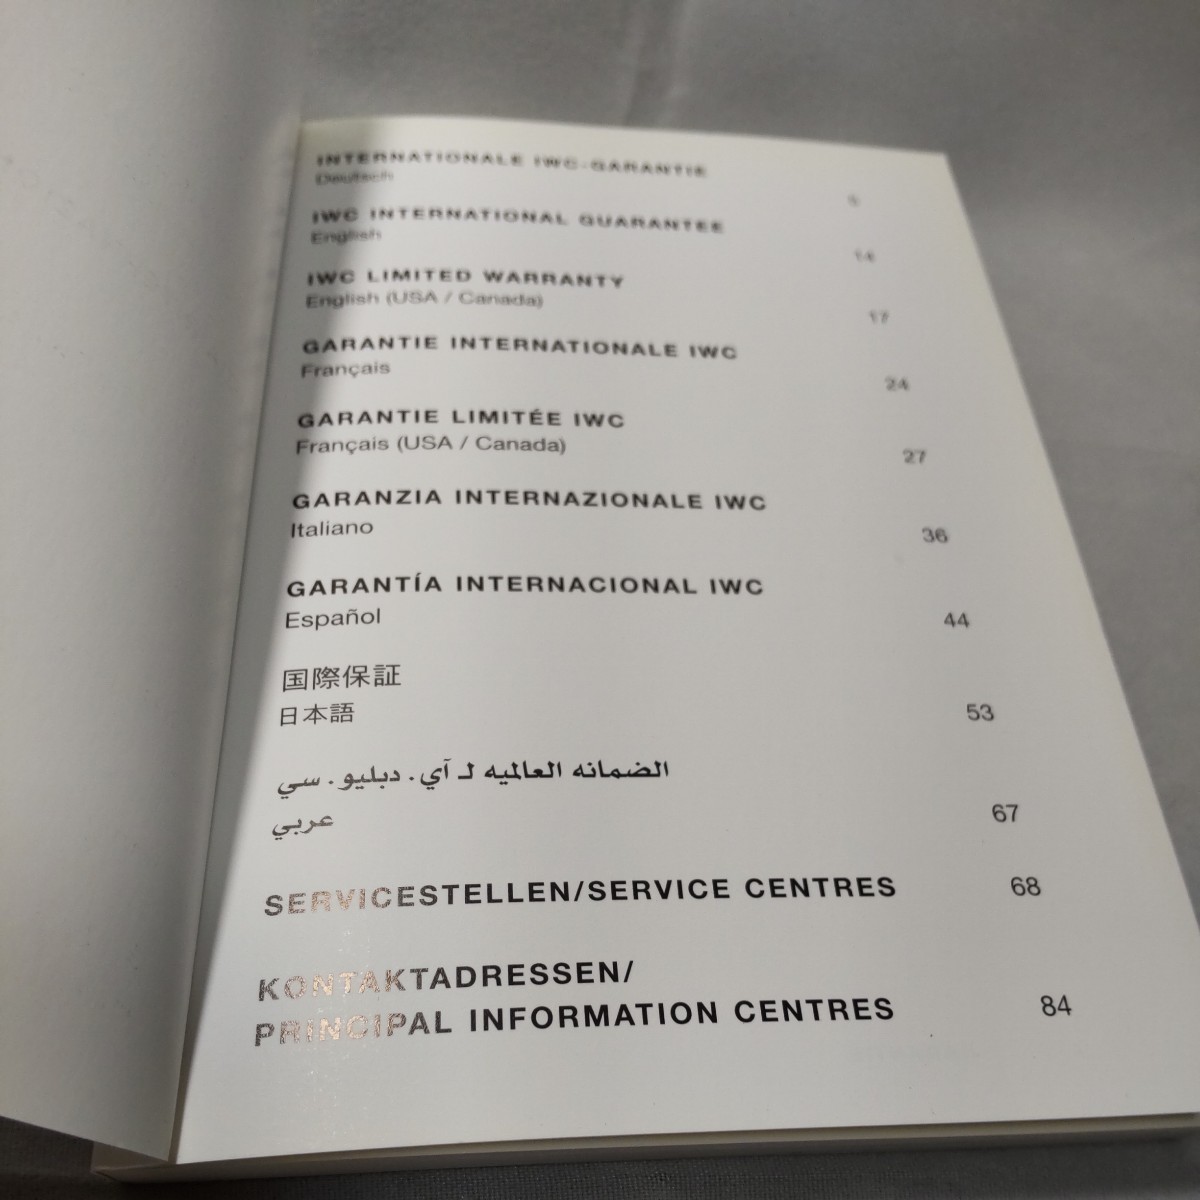 INTERNATIONALE IWC-GARANTIE
Deutsch
5
IWC INTERNATIONAL GUARANTEE
English
14
IWC LIMITED WARRANTY
English (USA / Canada)
17
GARANTIE INTERNATIONALE IWC
Français
24
GARANTIE LIMITÉE IWC
Français (USA / Canada)
27
GARANZIA INTERNAZIONALE IWC
Italiano
36
GARANTÍA INTERNACIONAL IWC
Español
44
国際保証
日本語
53
الضمانه العالميه لـ آي. دبليو. سي
عربي
67
SERVICESTELLEN/SERVICE CENTRES
68
KONTAKTADRESSEN/
PRINCIPAL INFORMATION CENTRES
84